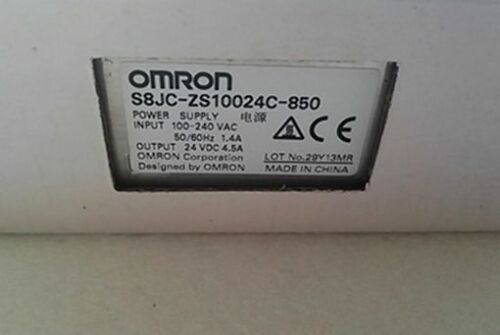 OMRON
S8JC-ZS10024C-850
POWER SUPPLY 电源
INPUT 100-240 VAC
50/60Hz 1.4A
OUTPUT 24 VDC 4.5A
OMRON Corporation
Designed by OMRON
CE
LOT No.29Y13MR
MADE IN CHINA